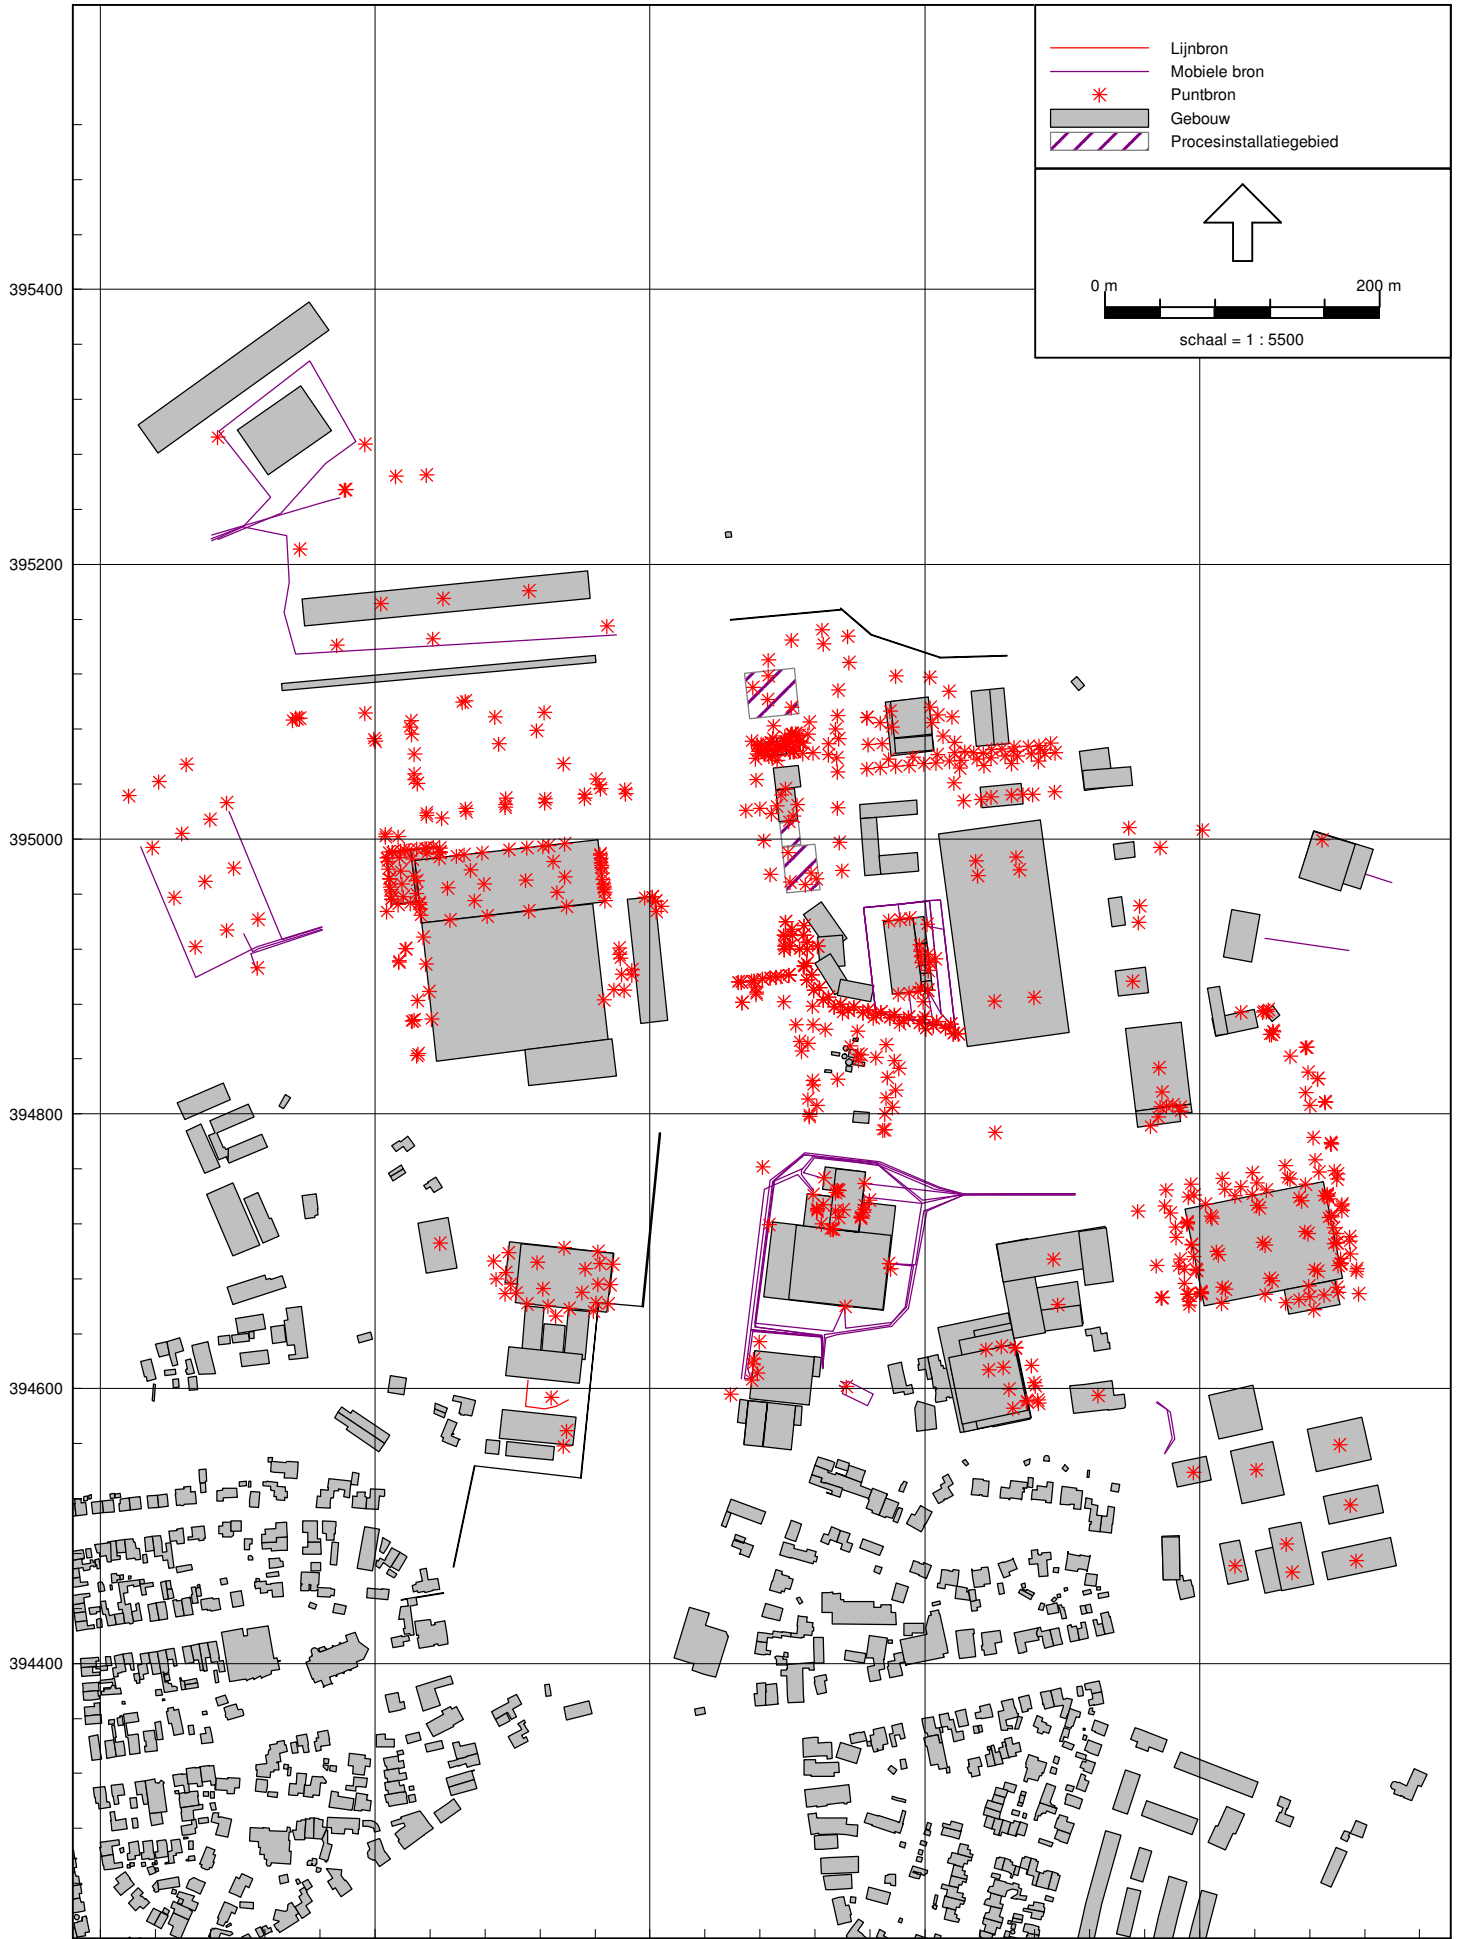 Lijnbron
Mobiele bron
Puntbron
Gebouw
Procesinstallatiegebied
0 m 200 m
schaal = 1 : 5500
395400
395200
395000
394800
394600
394400